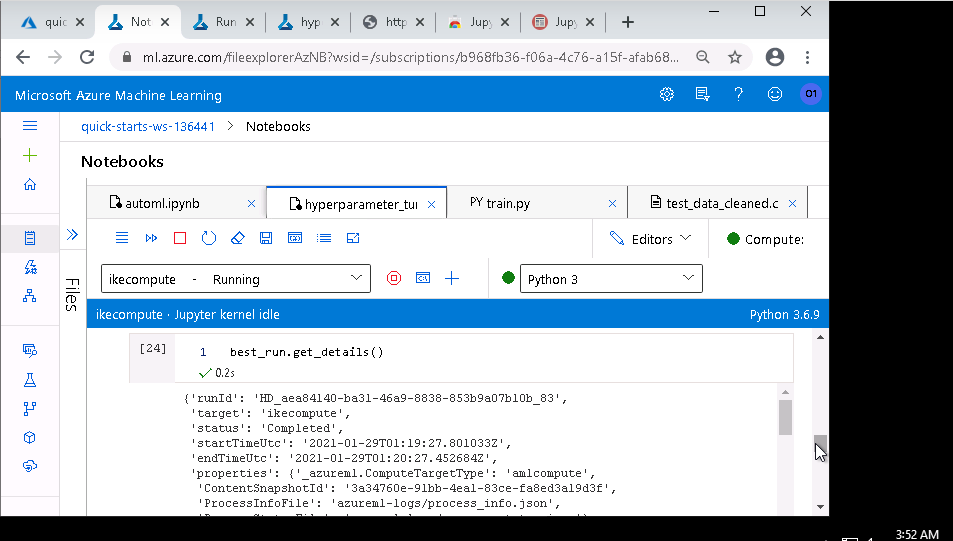 quic
Not
Run
hyp
http
Jup
Jup
ml.azure.com/fileexplorerAzNB?wsid=/subscriptions/b968fb36-f06a-4c76-a15f-afab68...
Microsoft Azure Machine Learning
01
quick-starts-ws-136441 > Notebooks
Notebooks
automl.ipynb
hyperparameter_tu
PY train.py
test_data_cleaned.c
Editors
Compute:
ikecompute - Running
Python 3
Files
ikecompute · Jupyter kernel idle
Python 3.6.9
[24]
1 best_run.get_details()
0.2s
{'runId': 'HD_aea84140-ba31-46a9-8838-853b9a07b10b_83',
'target': 'ikecompute',
'status': 'Completed',
'startTimeUtc': '2021-01-29T01:19:27.801033Z',
'endTimeUtc': '2021-01-29T01:20:27.452684Z',
'properties': {'_azureml.ComputeTargetType': 'amlcompute',
'ContentSnapshotId': '3a34760e-91bb-4ea1-83ce-fa8ed3a19d3f',
'ProcessInfoFile': 'azureml-logs/process_info.json',
3:52 AM